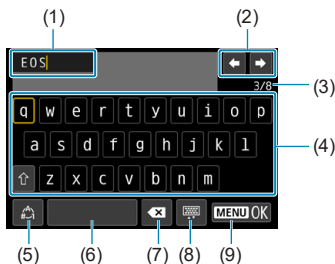 (1) (2)
EOS
3/8 (3)
q w e r t y u i o p
(4)
a s d f g h j k l
z x c v b n m
MENU OK
(5) (6) (7) (8) (9)